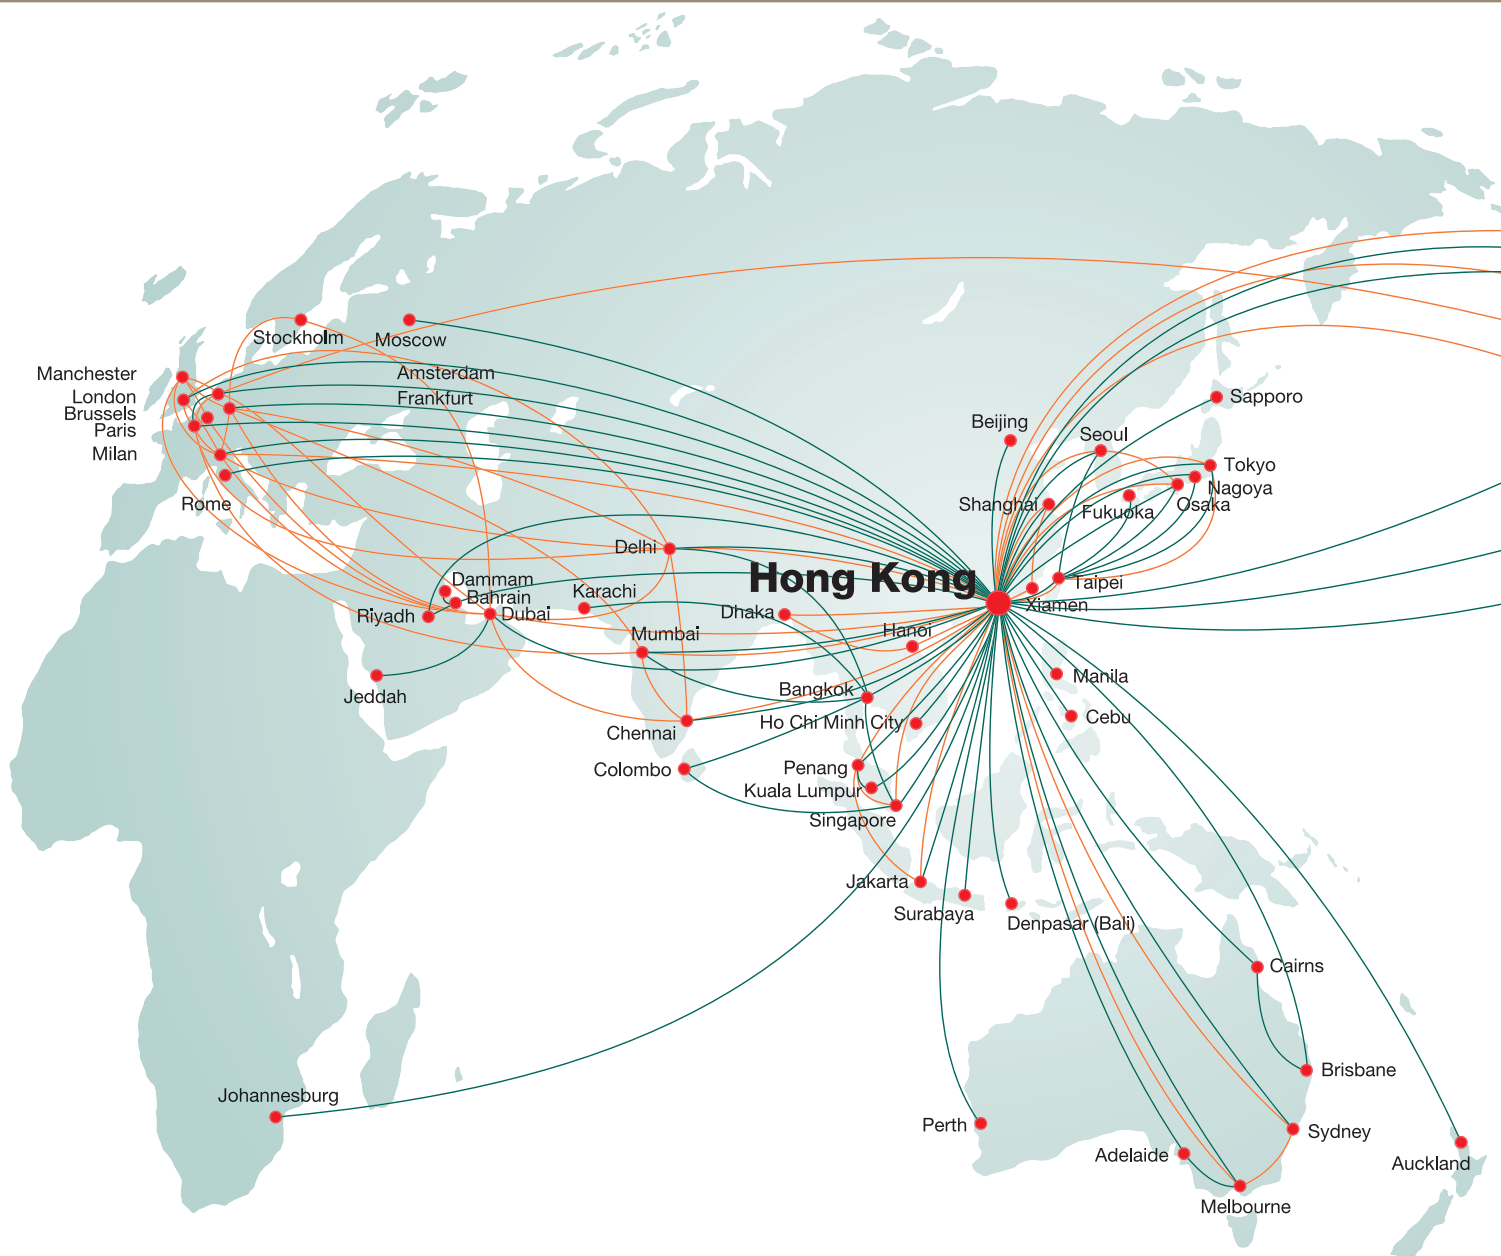 Stockholm
Moscow
Manchester
Amsterdam
London
Frankfurt
Brussels
Paris
Milan
Rome
Sapporo
Beijing
Seoul
Tokyo
Nagoya
Shanghai
Osaka
Fukuoka
Delhi
Hong Kong
Taipei
Dammam
Bahrain
Karachi
Xiamen
Riyadh
Dubai
Dhaka
Hanoi
Mumbai
Manila
Jeddah
Bangkok
Cebu
Ho Chi Minh City
Chennai
Colombo
Penang
Kuala Lumpur
Singapore
Jakarta
Surabaya
Denpasar (Bali)
Cairns
Brisbane
Johannesburg
Perth
Sydney
Adelaide
Auckland
Melbourne